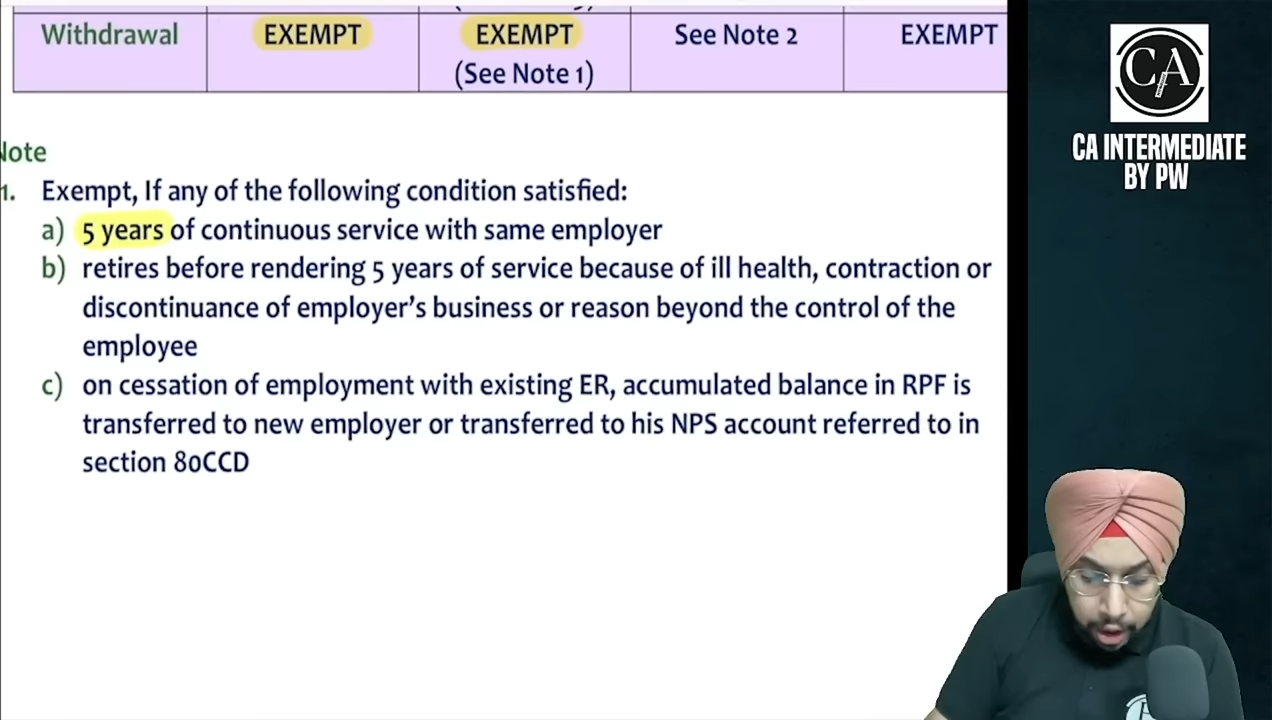 Withdrawal EXEMPT EXEMPT See Note 2 EXEMPT
(See Note 1)
CA
CA INTERMEDIATE
BY PW
Note
1. Exempt, If any of the following condition satisfied:
a) 5 years of continuous service with same employer
b) retires before rendering 5 years of service because of ill health, contraction or
discontinuance of employer's business or reason beyond the control of the
employee
c) on cessation of employment with existing ER, accumulated balance in RPF is
transferred to new employer or transferred to his NPS account referred to in
section 80CCD